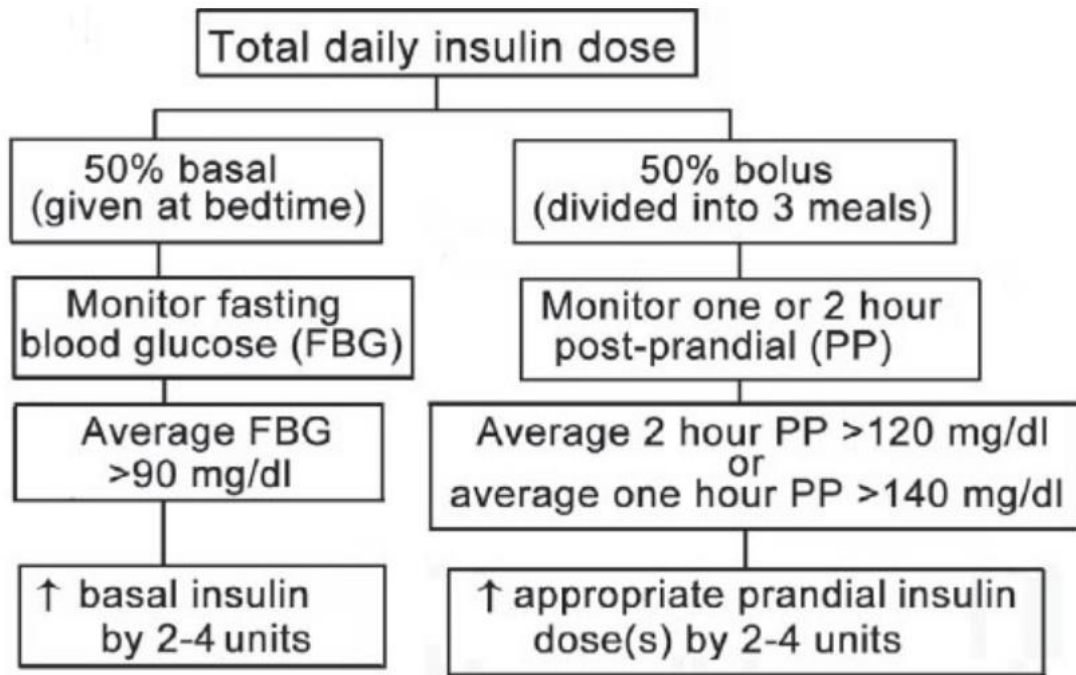 Total daily insulin dose
50% basal
(given at bedtime)
50% bolus
(divided into 3 meals)
Monitor fasting
blood glucose (FBG)
Monitor one or 2 hour
post-prandial (PP)
Average FBG
>90 mg/dl
Average 2 hour PP >120 mg/dl
or
average one hour PP >140 mg/dl
↑ basal insulin
by 2-4 units
↑ appropriate prandial insulin
dose(s) by 2-4 units